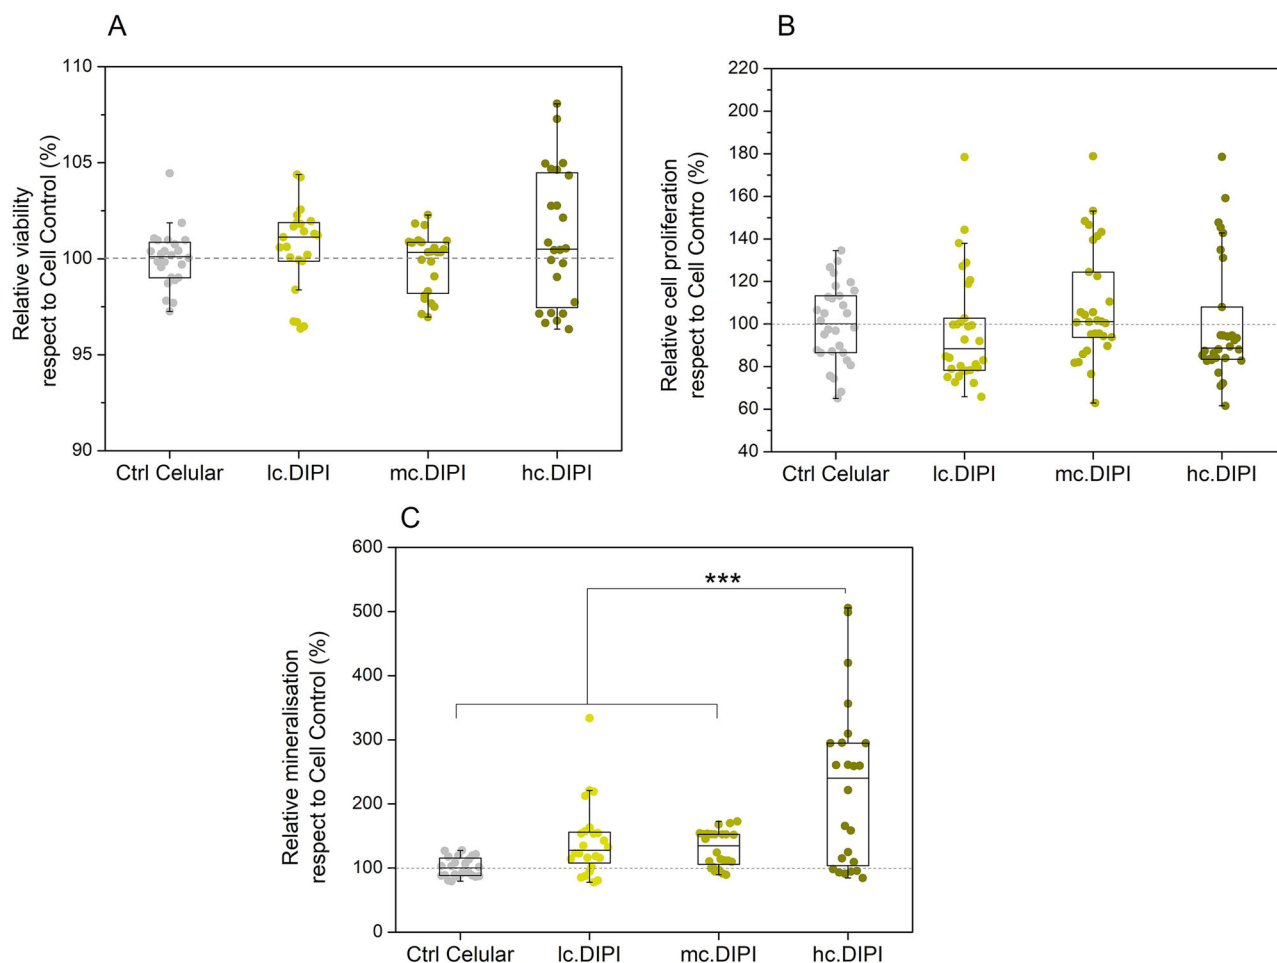 A
Relative viability
respect to Cell Control (%)
110
105
100
95
90
Ctrl Celular lc.DIPI mc.DIPI hc.DIPI
B
Relative cell proliferation
respect to Cell Contro (%)
220
200
180
160
140
120
100
80
60
40
Ctrl Celular lc.DIPI mc.DIPI hc.DIPI
C
Relative mineralisation
respect to Cell Control (%)
600
500
400
300
200
100
0
***
Ctrl Celular lc.DIPI mc.DIPI hc.DIPI